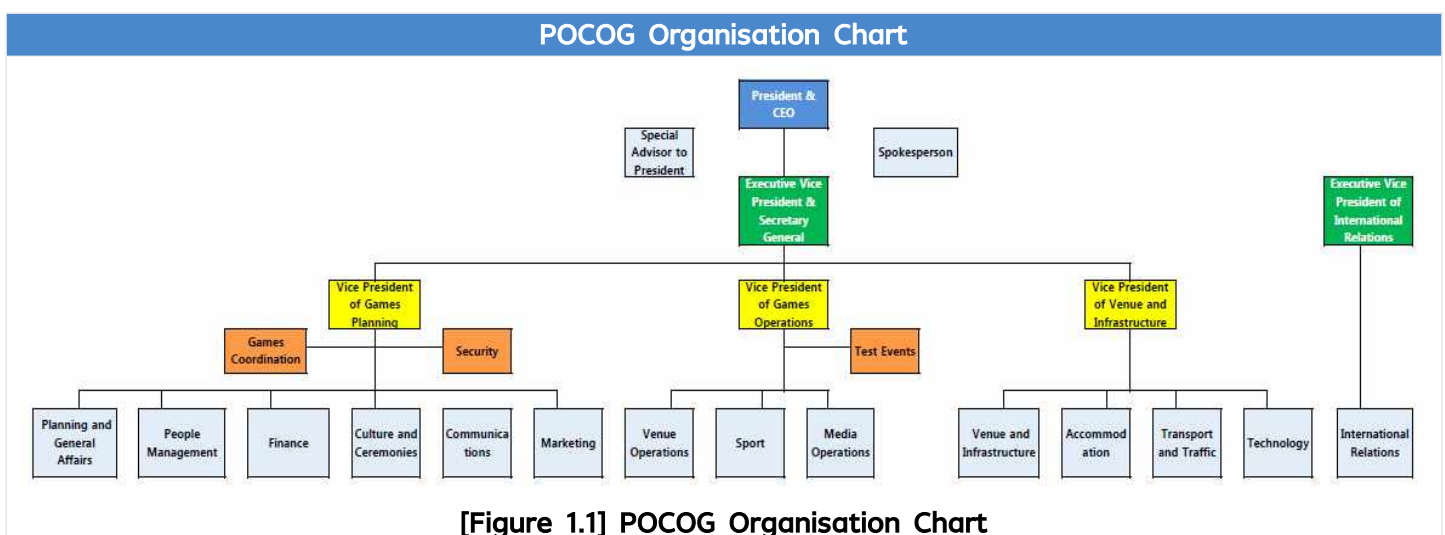 POCOG Organisation Chart
President &
CEO
Special
Advisor to
President
Spokesperson
Executive Vice
President &
Secretary
General
Executive Vice
President of
International
Relations
Vice President
of Games
Planning
Vice President
of Games
Operations
Vice President
of Venue and
Infrastructure
Games
Coordination
Security
Test Events
Planning and
General
Affairs
People
Management
Finance
Culture and
Ceremonies
Communica
tions
Marketing
Venue
Operations
Sport
Media
Operations
Venue and
Infrastructure
Accommod
ation
Transport
and Traffic
Technology
International
Relations
[Figure 1.1] POCOG Organisation Chart